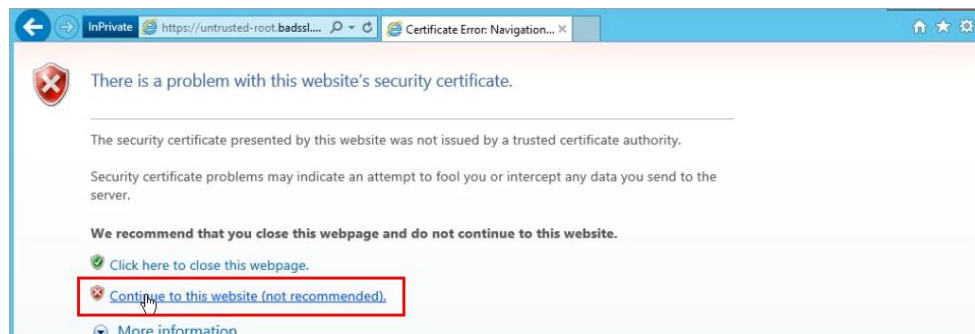 InPrivate https://untrusted-root.badssl.... Certificate Error: Navigation...
There is a problem with this website's security certificate.
The security certificate presented by this website was not issued by a trusted certificate authority.
Security certificate problems may indicate an attempt to fool you or intercept any data you send to the
server.
We recommend that you close this webpage and do not continue to this website.
Click here to close this webpage.
Continue to this website (not recommended).
More information